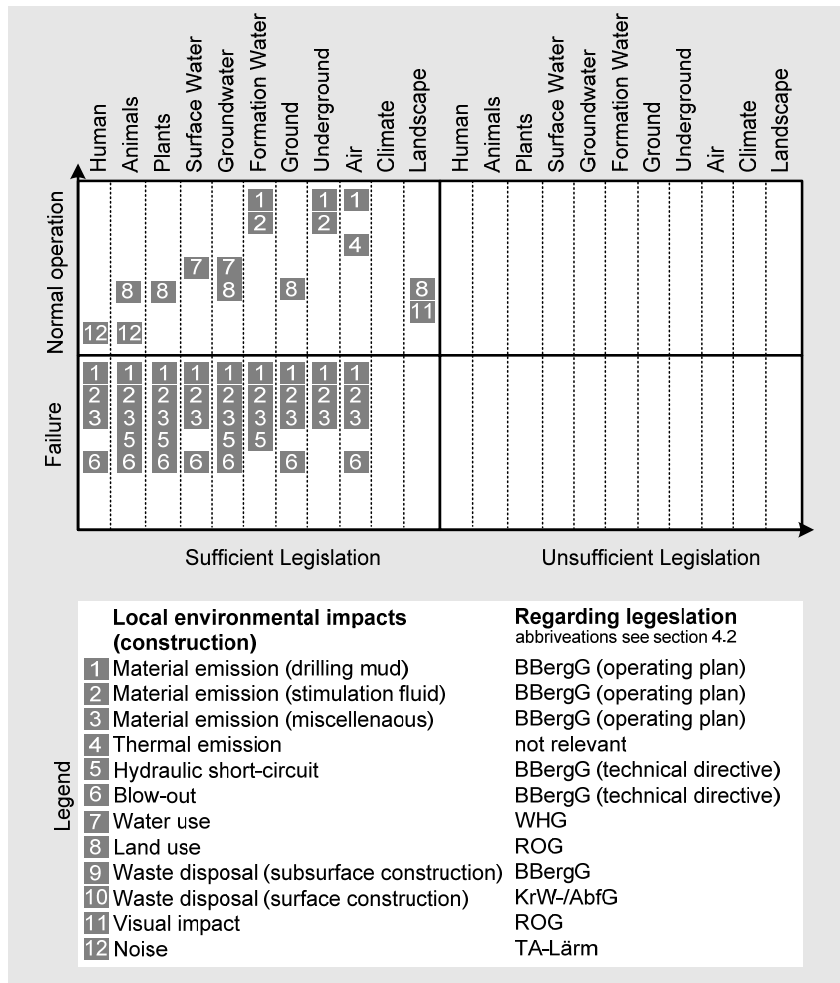 Human Animals Plants Surface Water Groundwater Formation Water Ground Underground Air Climate Landscape Human Animals Plants Surface Water Groundwater Formation Water Ground Underground Air Climate Landscape
Normal operation
1 1 1
2 2
4
7 7
8 8 8 8 8
11
12 12
Failure
1 1 1 1 1 1 1 1 1
2 2 2 2 2 2 2 2 2
3 3 3 3 3 3 3 3 3
5 5 5 5
6 6 6 6 6 6 6
Sufficient Legislation Unsufficient Legislation
Legend
Local environmental impacts Regarding legeslation
(construction) abbriveations see section 4.2
1 Material emission (drilling mud) BBergG (operating plan)
2 Material emission (stimulation fluid) BBergG (operating plan)
3 Material emission (miscellenaous) BBergG (operating plan)
4 Thermal emission not relevant
5 Hydraulic short-circuit BBergG (technical directive)
6 Blow-out BBergG (technical directive)
7 Water use WHG
8 Land use ROG
9 Waste disposal (subsurface construction) BBergG
10 Waste disposal (surface construction) KrW-/AbfG
11 Visual impact ROG
12 Noise TA-Lärm